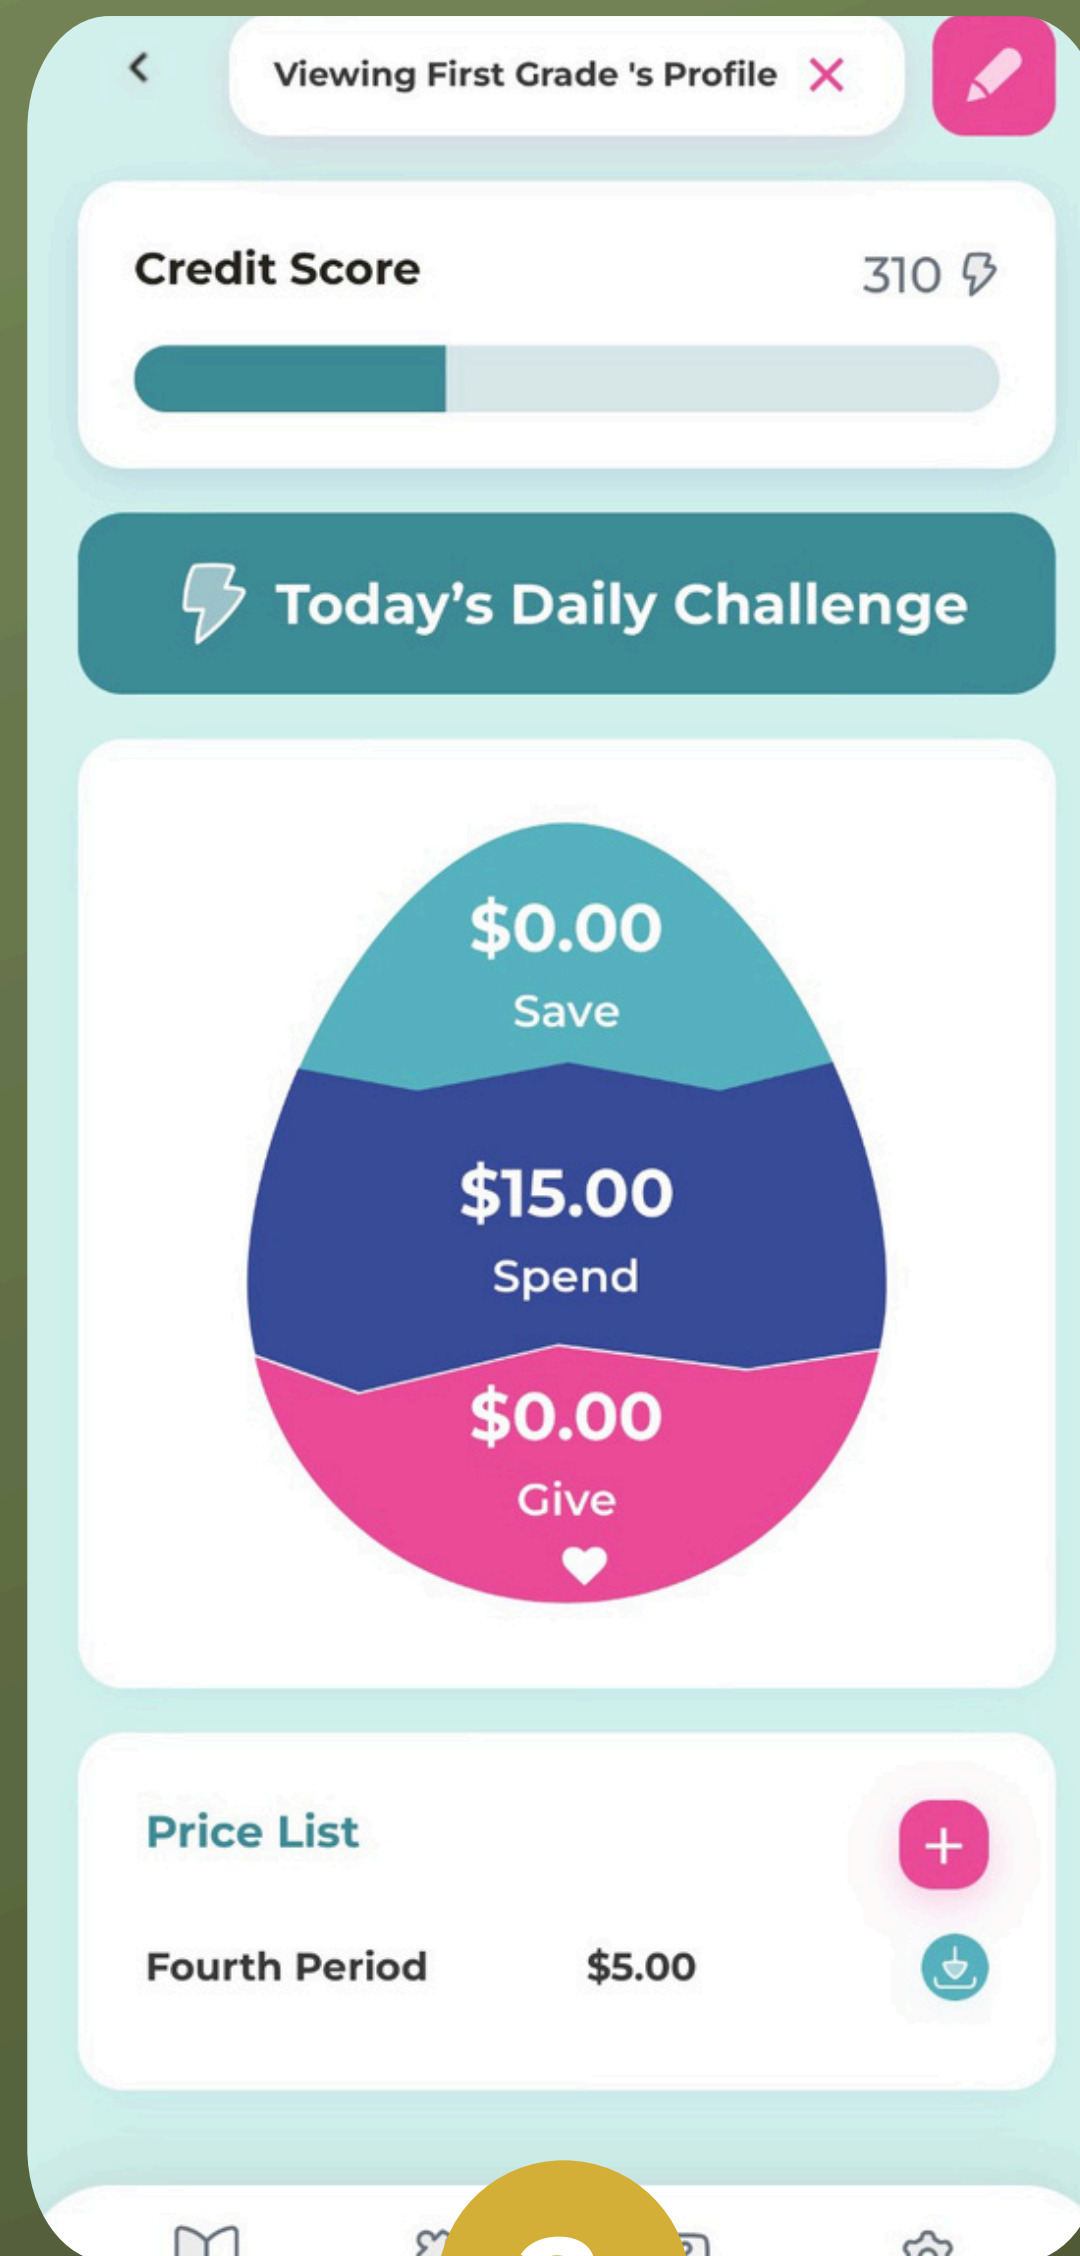 Viewing First Grade 's Profile
Credit Score
310
Today's Daily Challenge
$0.00
Save
$15.00
Spend
$0.00
Give
Price List
Fourth Period
$5.00